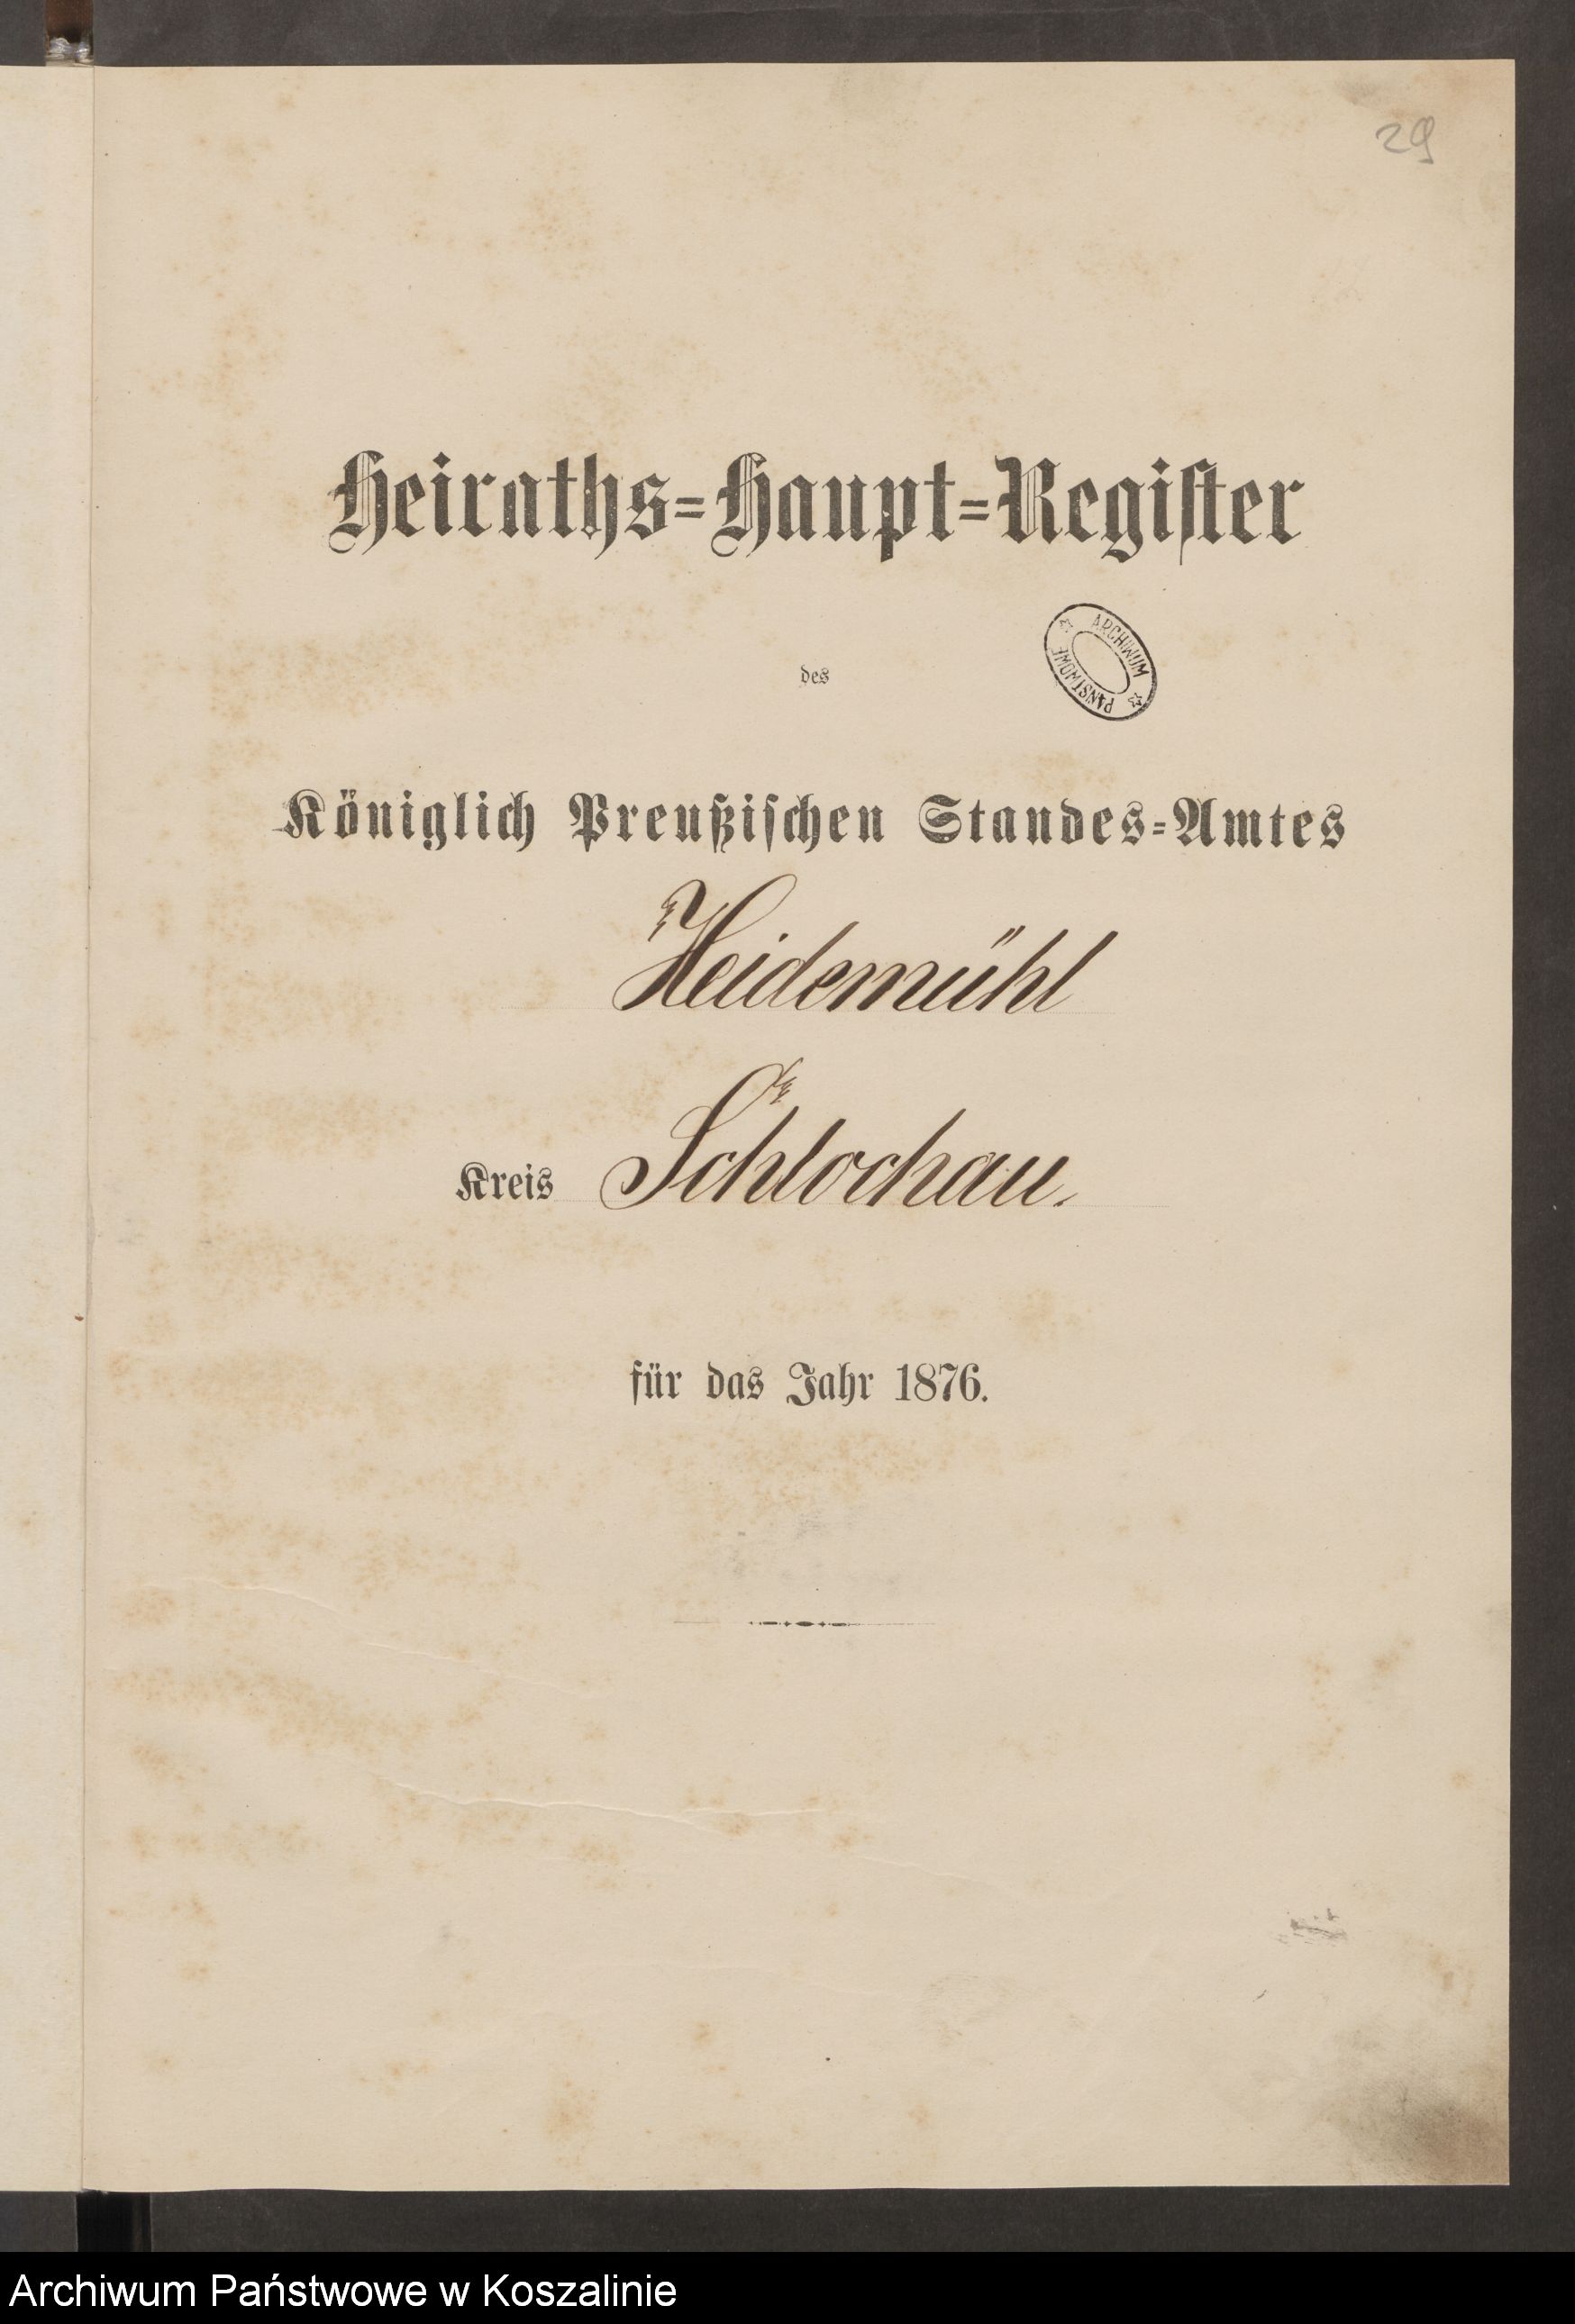 29
Heiraths=Haupt=Regiſter
des
ARCHIWUM
PAŃSTWOWE
Königlich Preußiſchen Standes=Amtes
Heidemühl
Kreis Schlochau.
für das Jahr 1876.
Archiwum Państwowe w Koszalinie